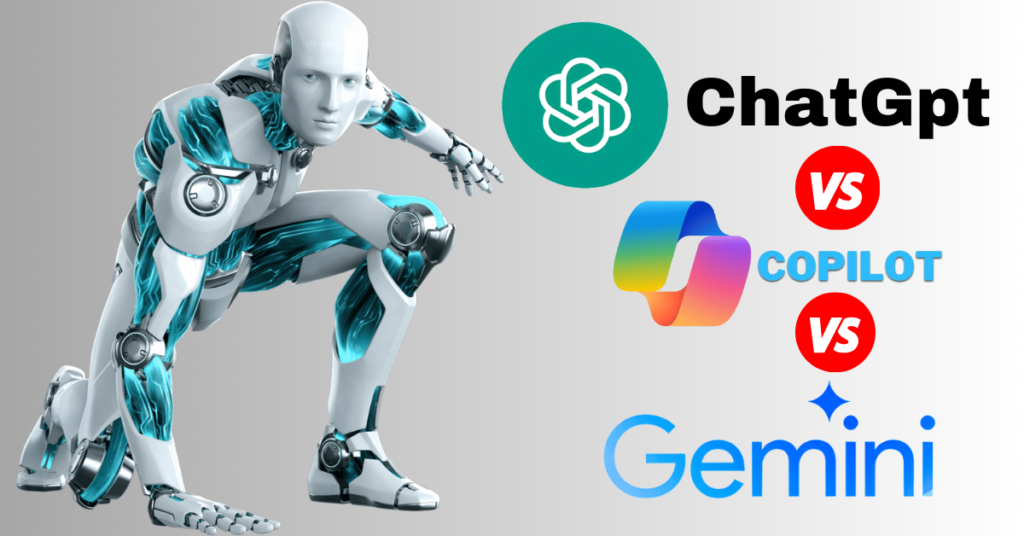 ChatGpt
VS
COPILOT
VS
Gemini